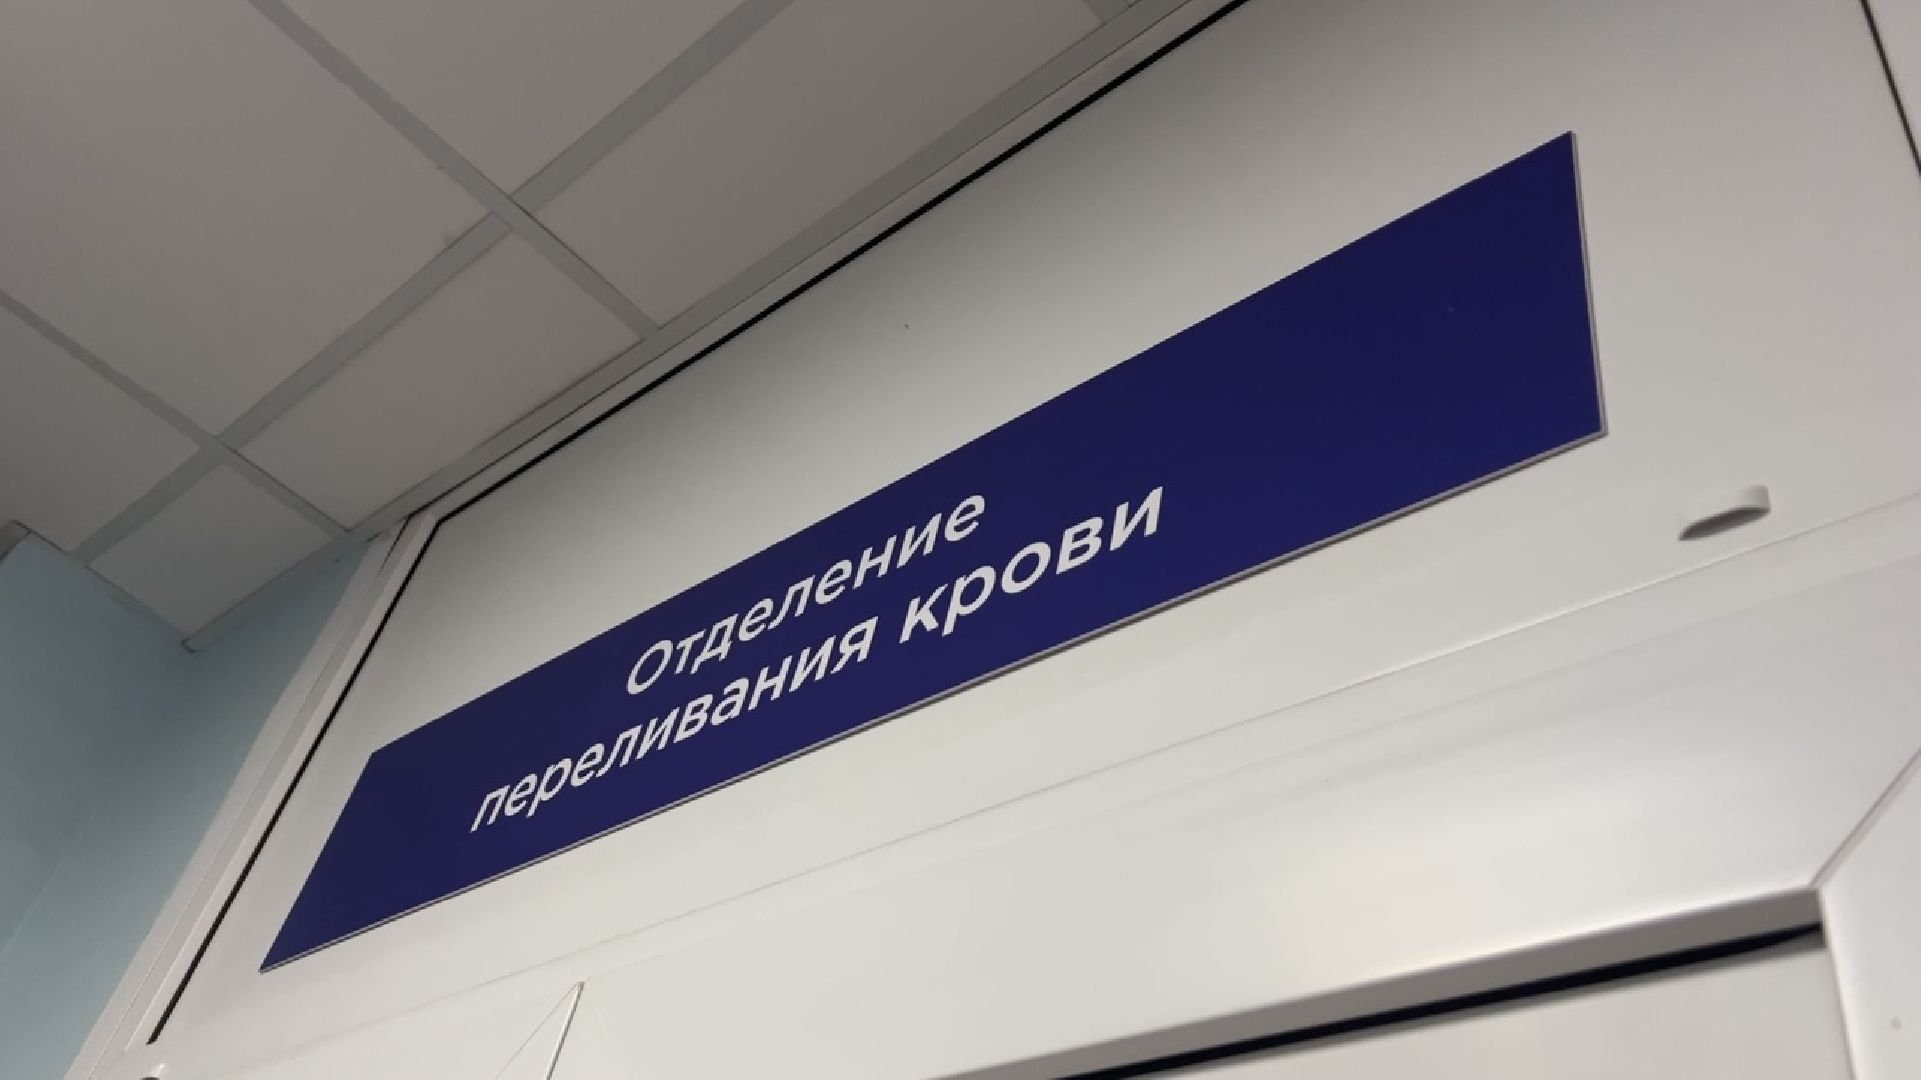 Отделение
переливания крови